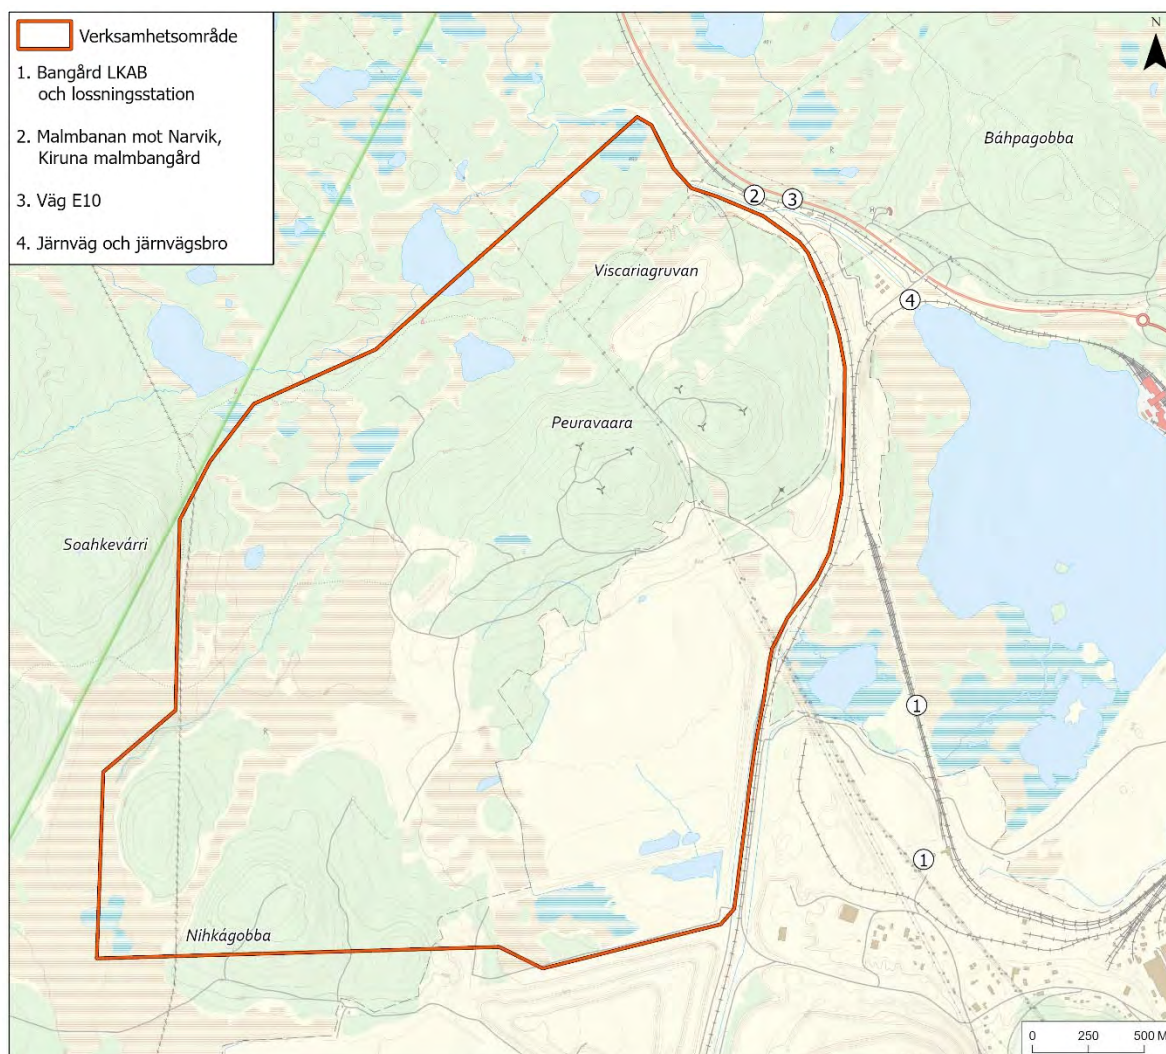 Verksamhetsområde
1. Bangård LKAB
och lossningsstation
2. Malmbanan mot Narvik,
Kiruna malmbangård
3. Väg E10
4. Järnväg och järnvägsbro
N
Báhpagobba
2
3
Viscariagruvan
4
Peuravaara
Soahkevárri
1
1
Nihkágobba
0 250 500 M